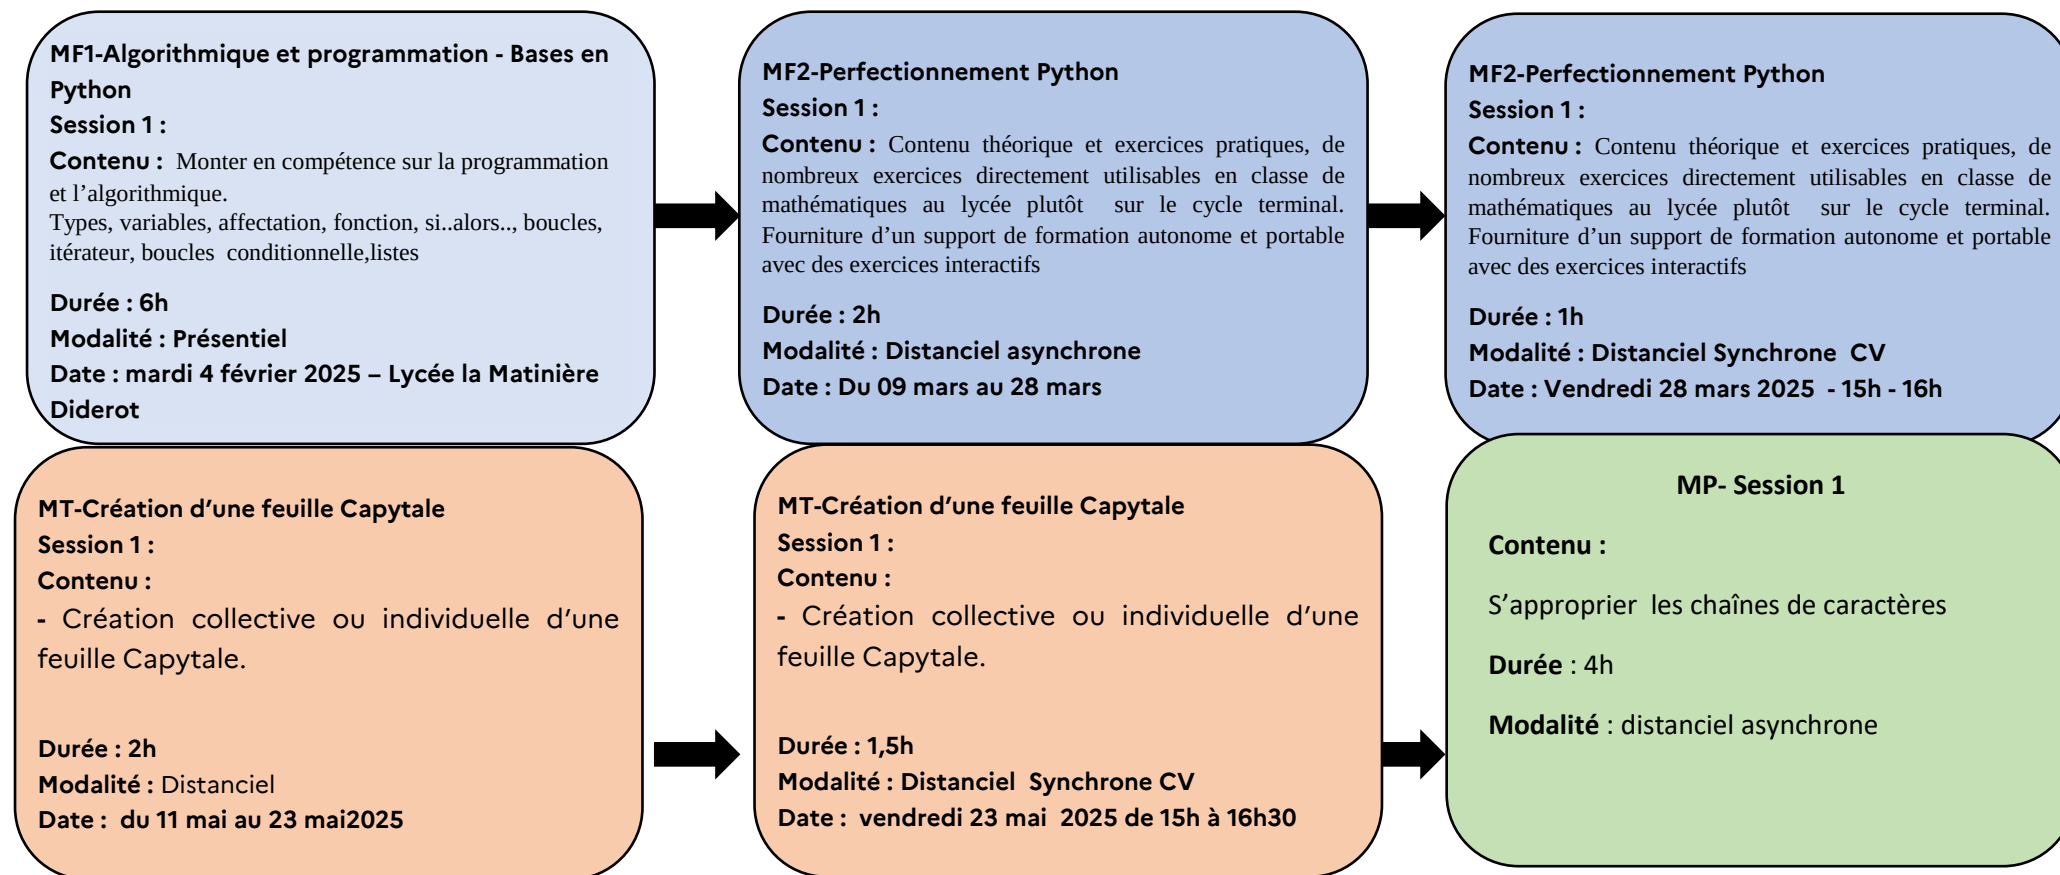 MF1-Algorithmique et programmation - Bases en
Python
Session 1 :
Contenu : Monter en compétence sur la programmation
et l’algorithmique.
Types, variables, affectation, fonction, si..alors.., boucles,
itérateur, boucles conditionnelle,listes
Durée : 6h
Modalité : Présentiel
Date : mardi 4 février 2025 – Lycée la Matinière
Diderot
MF2-Perfectionnement Python
Session 1 :
Contenu : Contenu théorique et exercices pratiques, de
nombreux exercices directement utilisables en classe de
mathématiques au lycée plutôt sur le cycle terminal.
Fourniture d’un support de formation autonome et portable
avec des exercices interactifs
Durée : 2h
Modalité : Distanciel asynchrone
Date : Du 09 mars au 28 mars
MF2-Perfectionnement Python
Session 1 :
Contenu : Contenu théorique et exercices pratiques, de
nombreux exercices directement utilisables en classe de
mathématiques au lycée plutôt sur le cycle terminal.
Fourniture d’un support de formation autonome et portable
avec des exercices interactifs
Durée : 1h
Modalité : Distanciel Synchrone CV
Date : Vendredi 28 mars 2025 - 15h - 16h
MT-Création d’une feuille Capytale
Session 1 :
Contenu :
- Création collective ou individuelle d’une
feuille Capytale.
Durée : 2h
Modalité : Distanciel
Date : du 11 mai au 23 mai2025
MT-Création d’une feuille Capytale
Session 1 :
Contenu :
- Création collective ou individuelle d’une
feuille Capytale.
Durée : 1,5h
Modalité : Distanciel Synchrone CV
Date : vendredi 23 mai 2025 de 15h à 16h30
MP- Session 1
Contenu :
S’approprier les chaînes de caractères
Durée : 4h
Modalité : distanciel asynchrone